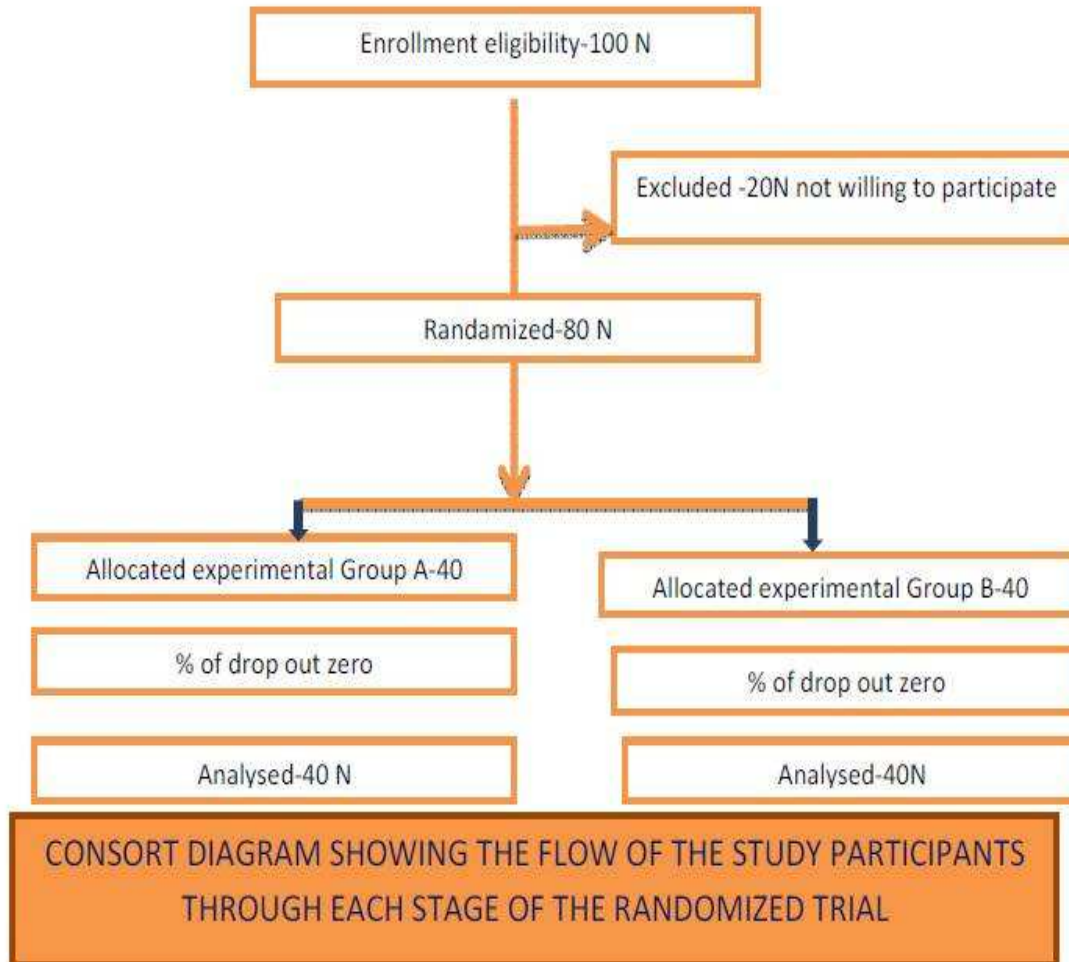 Enrollment eligibility-100 N
Excluded -20N not willing to participate
Randamized-80 N
Allocated experimental Group A-40
Allocated experimental Group B-40
% of drop out zero
% of drop out zero
Analysed-40 N
Analysed-40N
CONSORT DIAGRAM SHOWING THE FLOW OF THE STUDY PARTICIPANTS
THROUGH EACH STAGE OF THE RANDOMIZED TRIAL